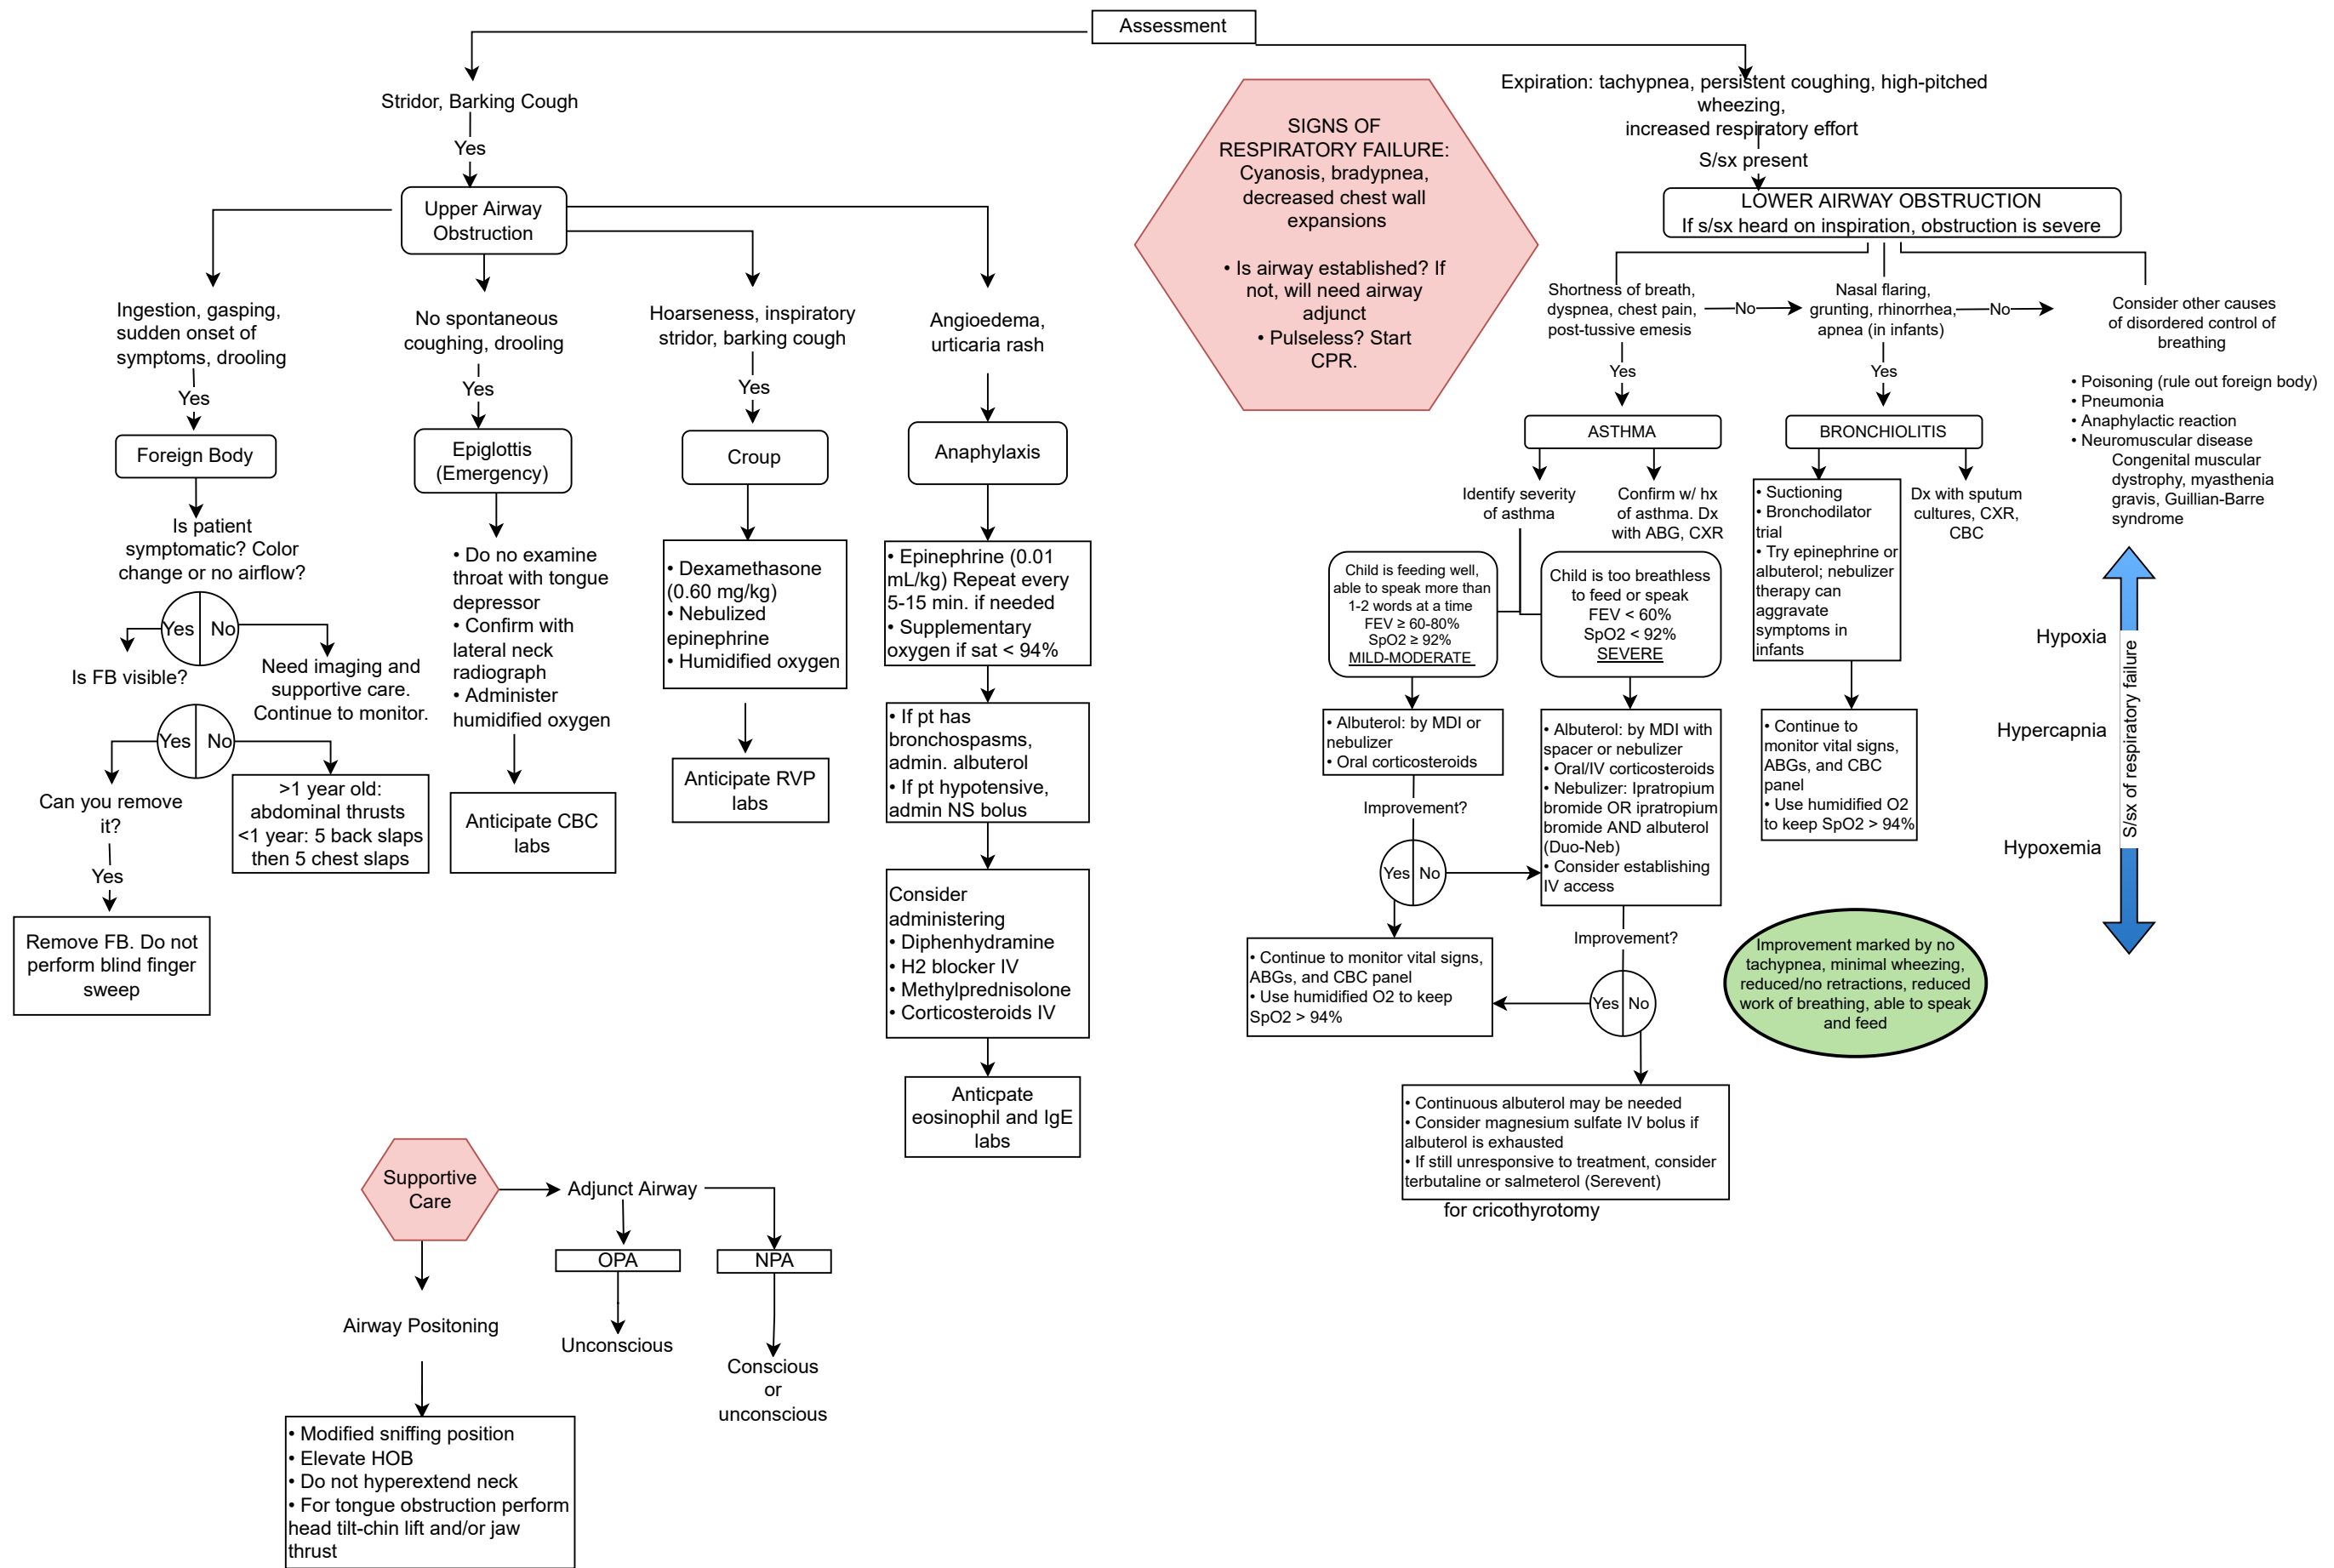 Assessment
Stridor, Barking Cough
Yes
Upper Airway
Obstruction
Ingestion, gasping,
sudden onset of
symptoms, drooling
Yes
Foreign Body
Is patient
symptomatic? Color
change or no airflow?
Yes
No
Is FB visible?
Need imaging and
supportive care.
Continue to monitor.
Yes
No
Can you remove
it?
Yes
Remove FB. Do not
perform blind finger
sweep
>1 year old:
abdominal thrusts
<1 year: 5 back slaps
then 5 chest slaps
No spontaneous
coughing, drooling
Yes
Epiglottis
(Emergency)
• Do no examine
throat with tongue
depressor
• Confirm with
lateral neck
radiograph
• Administer
humidified oxygen
Anticipate CBC
labs
Hoarseness, inspiratory
stridor, barking cough
Yes
Croup
• Dexamethasone
(0.60 mg/kg)
• Nebulized
epinephrine
• Humidified oxygen
Anticipate RVP
labs
Angioedema,
urticaria rash
Anaphylaxis
• Epinephrine (0.01
mL/kg) Repeat every
5-15 min. if needed
• Supplementary
oxygen if sat < 94%
• If pt has
bronchospasms,
admin. albuterol
• If pt hypotensive,
admin NS bolus
Consider
administering
• Diphenhydramine
• H2 blocker IV
• Methylprednisolone
• Corticosteroids IV
Anticpate
eosinophil and IgE
labs
SIGNS OF
RESPIRATORY FAILURE:
Cyanosis, bradypnea,
decreased chest wall
expansions
• Is airway established? If
not, will need airway
adjunct
• Pulseless? Start
CPR.
Expiration: tachypnea, persistent coughing, high-pitched
wheezing,
increased respiratory effort
S/sx present
LOWER AIRWAY OBSTRUCTION
If s/sx heard on inspiration, obstruction is severe
Shortness of breath,
dyspnea, chest pain,
post-tussive emesis
No
Nasal flaring,
grunting, rhinorrhea,
apnea (in infants)
No
Consider other causes
of disordered control of
breathing
• Poisoning (rule out foreign body)
• Pneumonia
• Anaphylactic reaction
• Neuromuscular disease
Congenital muscular
dystrophy, myasthenia
gravis, Guillian-Barre
syndrome
Yes
Yes
ASTHMA
BRONCHIOLITIS
Identify severity
of asthma
Confirm w/ hx
of asthma. Dx
with ABG, CXR
• Suctioning
• Bronchodilator
trial
• Try epinephrine or
albuterol; nebulizer
therapy can
aggravate
symptoms in
infants
Dx with sputum
cultures, CXR,
CBC
Child is feeding well,
able to speak more than
1-2 words at a time
FEV ≥ 60-80%
SpO2 ≥ 92%
MILD-MODERATE
Child is too breathless
to feed or speak
FEV < 60%
SpO2 < 92%
SEVERE
• Albuterol: by MDI or
nebulizer
• Oral corticosteroids
Improvement?
Yes
No
• Albuterol: by MDI with
spacer or nebulizer
• Oral/IV corticosteroids
• Nebulizer: Ipratropium
bromide OR ipratropium
bromide AND albuterol
(Duo-Neb)
• Consider establishing
IV access
• Continue to
monitor vital signs,
ABGs, and CBC
panel
• Use humidified O2
to keep SpO2 > 94%
Improvement?
Yes
No
• Continue to monitor vital signs,
ABGs, and CBC panel
• Use humidified O2 to keep
SpO2 > 94%
• Continuous albuterol may be needed
• Consider magnesium sulfate IV bolus if
albuterol is exhausted
• If still unresponsive to treatment, consider
terbutaline or salmeterol (Serevent)
for cricothyrotomy
Hypoxia
Hypercapnia
Hypoxemia
S/sx of respiratory failure
Improvement marked by no
tachypnea, minimal wheezing,
reduced/no retractions, reduced
work of breathing, able to speak
and feed
Supportive
Care
Adjunct Airway
OPA
NPA
Unconscious
Conscious
or
unconscious
Airway Positoning
• Modified sniffing position
• Elevate HOB
• Do not hyperextend neck
• For tongue obstruction perform
head tilt-chin lift and/or jaw
thrust